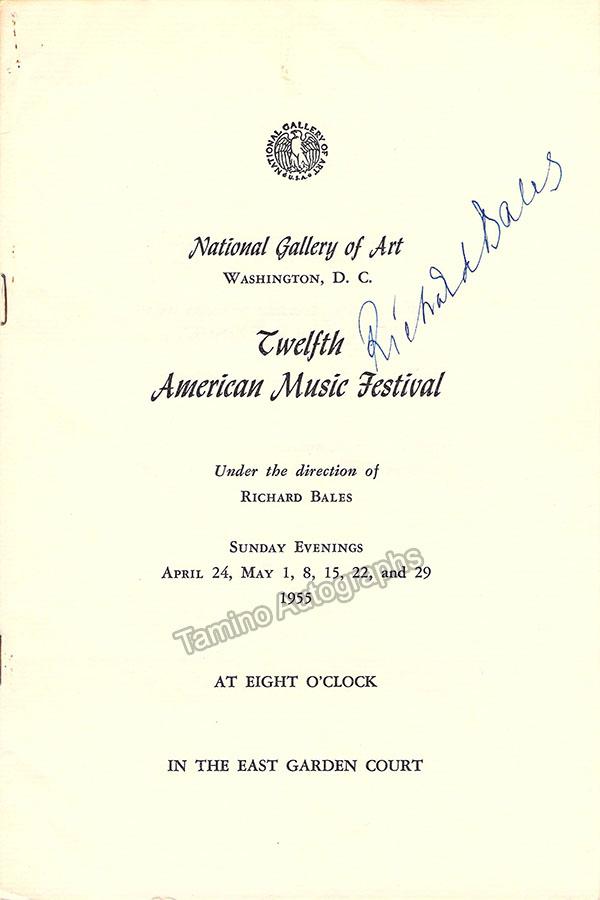 NATIONAL GALLERY OF ART
U.S.A.
National Gallery of Art
WASHINGTON, D. C.
Richard Bales
Twelfth
American Music Festival
Under the direction of
RICHARD BALES
SUNDAY EVENINGS
APRIL 24, MAY 1, 8, 15, 22, and 29
1955
Tamino Autographs
AT EIGHT O'CLOCK
IN THE EAST GARDEN COURT